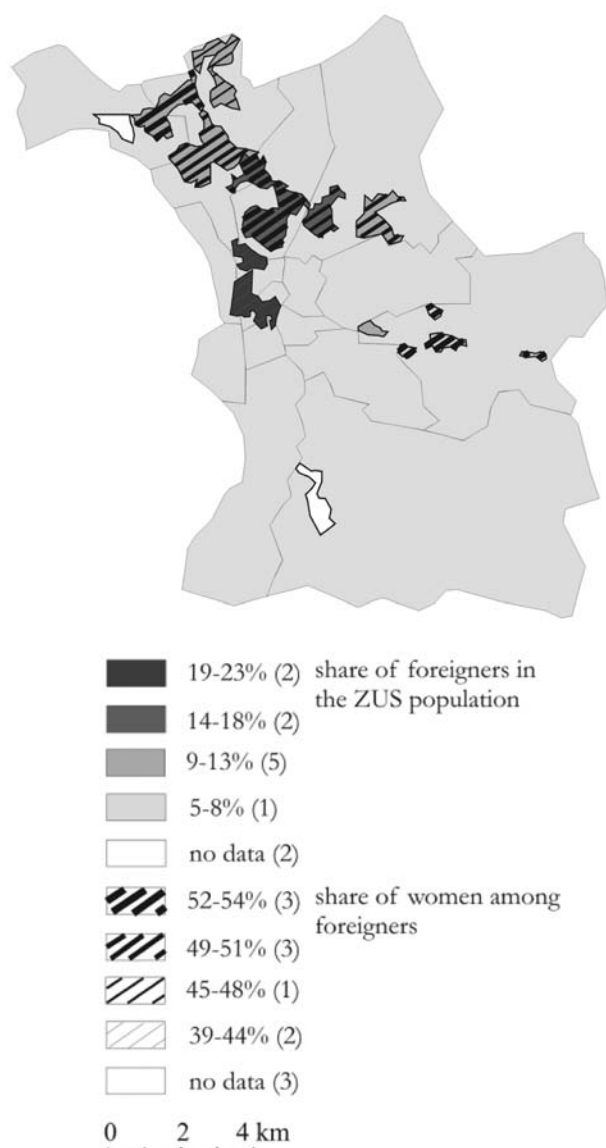 19-23% (2) share of foreigners in
the ZUS population
14-18% (2)
9-13% (5)
5-8% (1)
no data (2)
52-54% (3) share of women among
foreigners
49-51% (3)
45-48% (1)
39-44% (2)
no data (3)
0 2 4 km